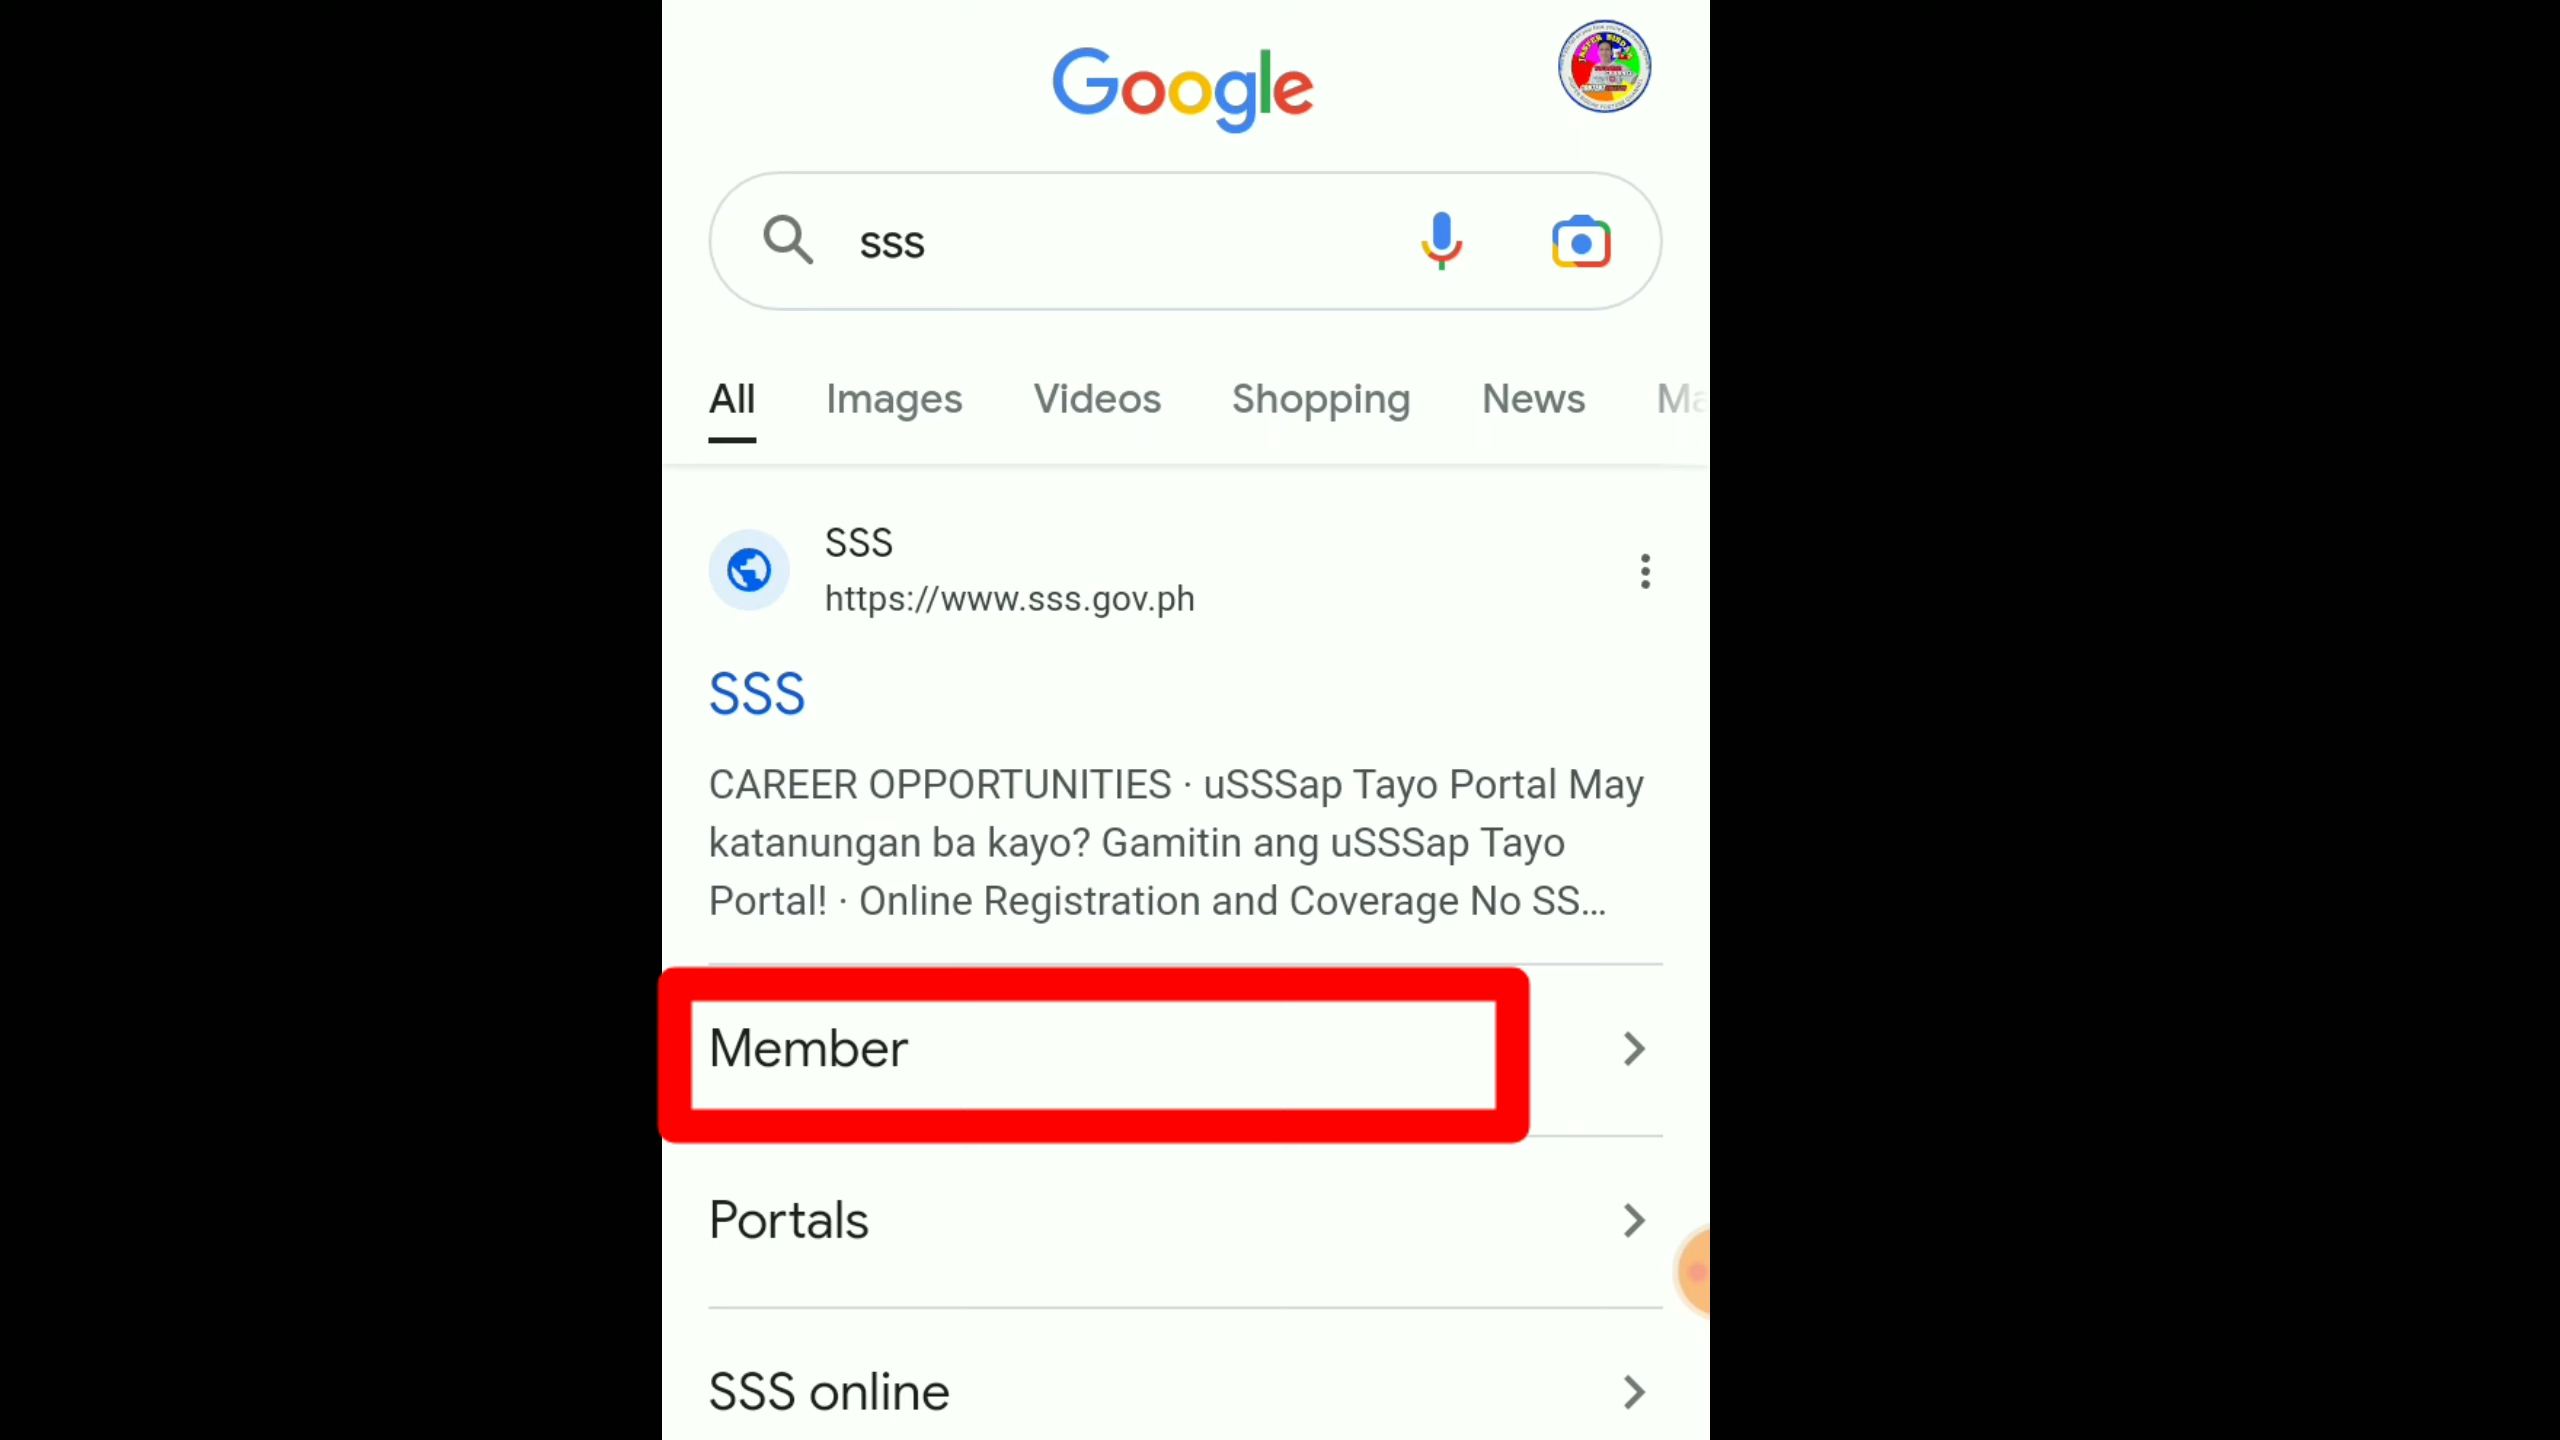 Google
sss
All Images Videos Shopping News Ma
SSS
https://www.sss.gov.ph
SSS
CAREER OPPORTUNITIES · uSSSap Tayo Portal May
katanungan ba kayo? Gamitin ang uSSSap Tayo
Portal! · Online Registration and Coverage No SS...
Member
Portals
SSS online